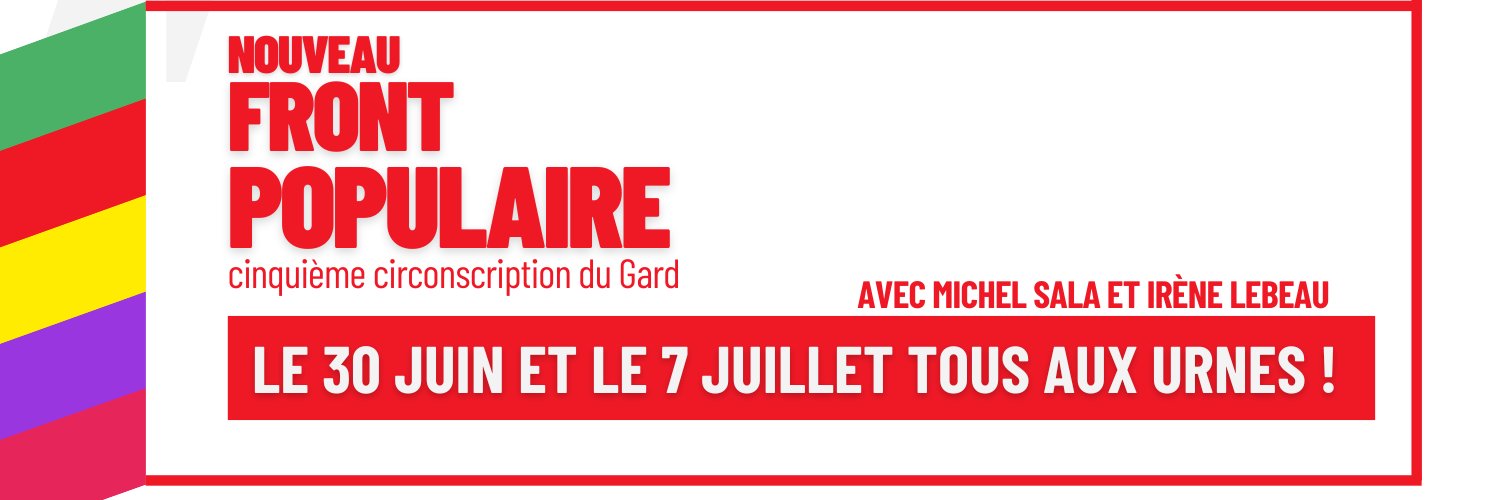 NOUVEAU
FRONT
POPULAIRE
cinquième circonscription du Gard
AVEC MICHEL SALA ET IRÈNE LEBEAU
LE 30 JUIN ET LE 7 JUILLET TOUS AUX URNES !